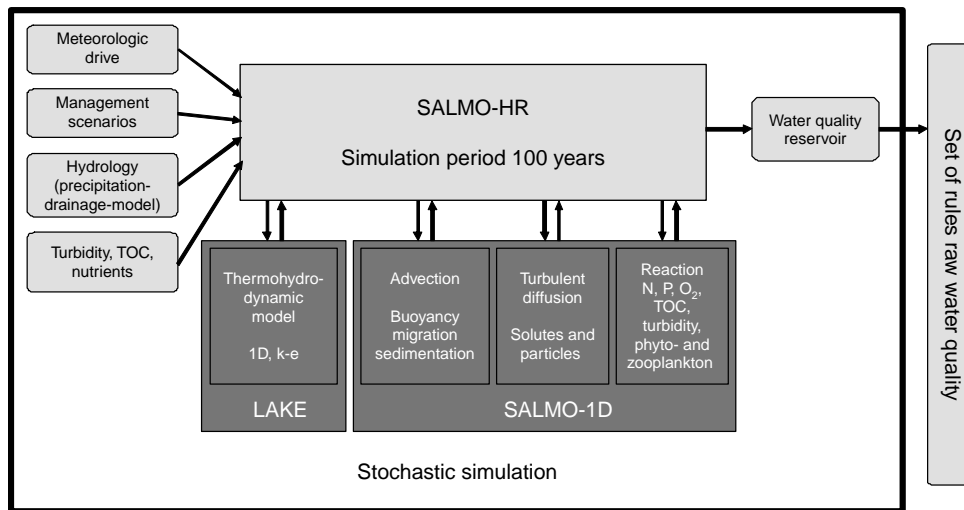 Meteorologic
drive
Management
scenarios
Hydrology
(precipitation-
drainage-model)
Turbidity, TOC,
nutrients
SALMO-HR
Simulation period 100 years
Water quality
reservoir
Set of rules raw water quality
Thermohydro-
dynamic
model
1D, k-e
LAKE
Advection
Buoyancy
migration
sedimentation
Turbulent
diffusion
Solutes and
particles
Reaction
N, P, O₂,
TOC,
turbidity,
phyto- and
zooplankton
SALMO-1D
Stochastic simulation